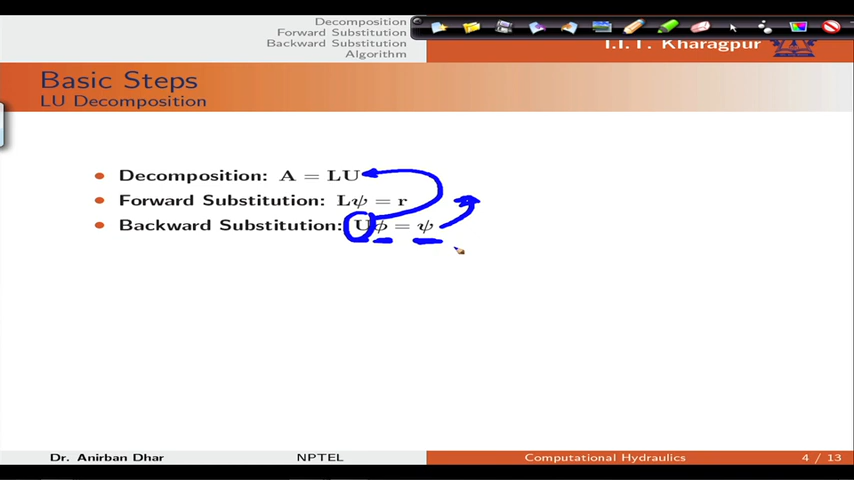 Decomposition
Forward Substitution
Backward Substitution
Algorithm
I.I.T. Kharagpur
Basic Steps
LU Decomposition
Decomposition: A = LU
Forward Substitution: Lψ = r
Backward Substitution: Uϕ = ψ
Dr. Anirban Dhar NPTEL Computational Hydraulics 4 / 13